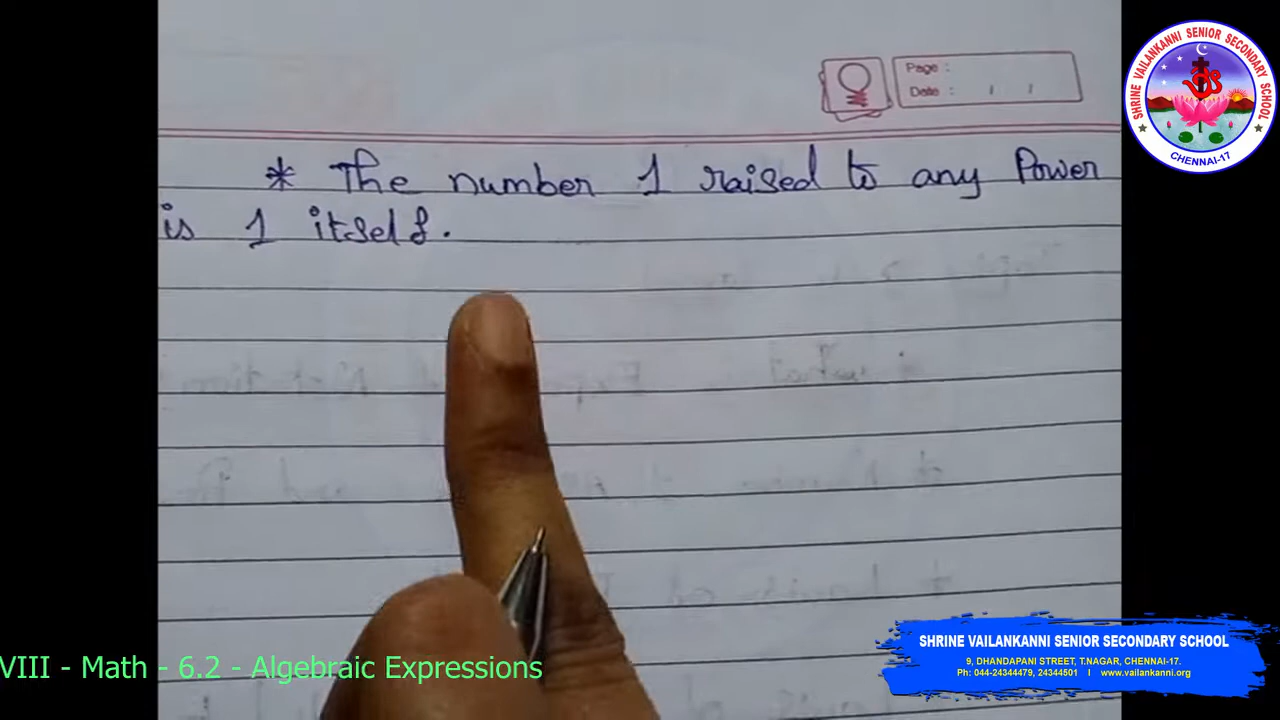 Page :
Date : / /
* The number 1 raised to any Power
is 1 itself.
SHRINE VAILANKANNI SENIOR SECONDARY SCHOOL
CHENNAI-17
VIII - Math - 6.2 - Algebraic Expressions
SHRINE VAILANKANNI SENIOR SECONDARY SCHOOL
9, DHANDAPANI STREET, T.NAGAR, CHENNAI-17.
Ph: 044-24344479, 24344501 I www.vailankanni.org